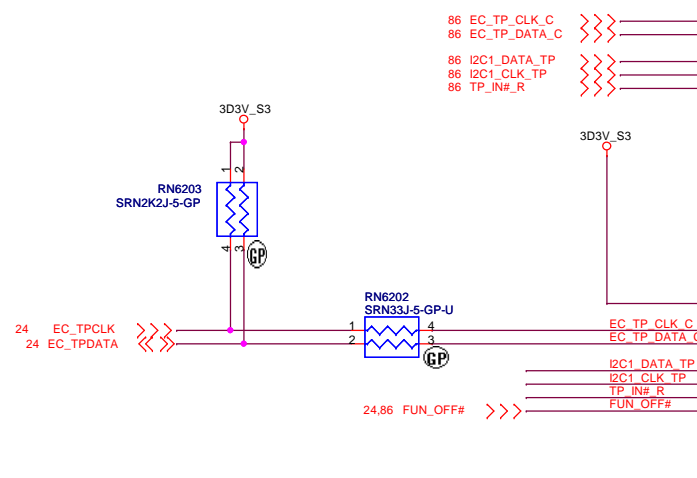 86 EC_TP_CLK_C
86 EC_TP_DATA_C
86 I2C1_DATA_TP
86 I2C1_CLK_TP
86 TP_IN#_R
3D3V_S3
3D3V_S3
1 2
RN6203
SRN2K2J-5-GP
4 3
GP
RN6202
SRN33J-5-GP-U
24 EC_TPCLK
1 4
EC_TP_CLK_C
24 EC_TPDATA
2 3
EC_TP_DATA_C
GP
I2C1_DATA_TP
I2C1_CLK_TP
TP_IN#_R
24,86 FUN_OFF#
FUN_OFF#